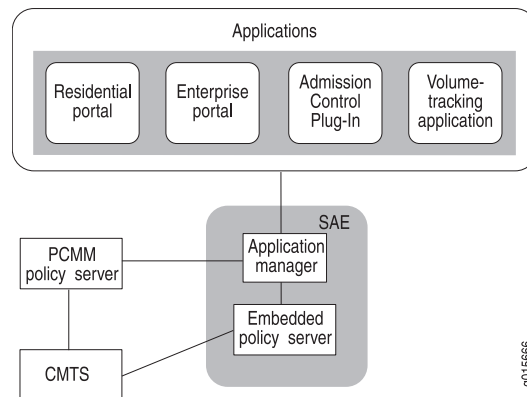 Applications
Residential
portal
Enterprise
portal
Admission
Control
Plug-In
Volume-
tracking
application
SAE
PCMM
policy server
Application
manager
Embedded
policy server
CMTS
g015666